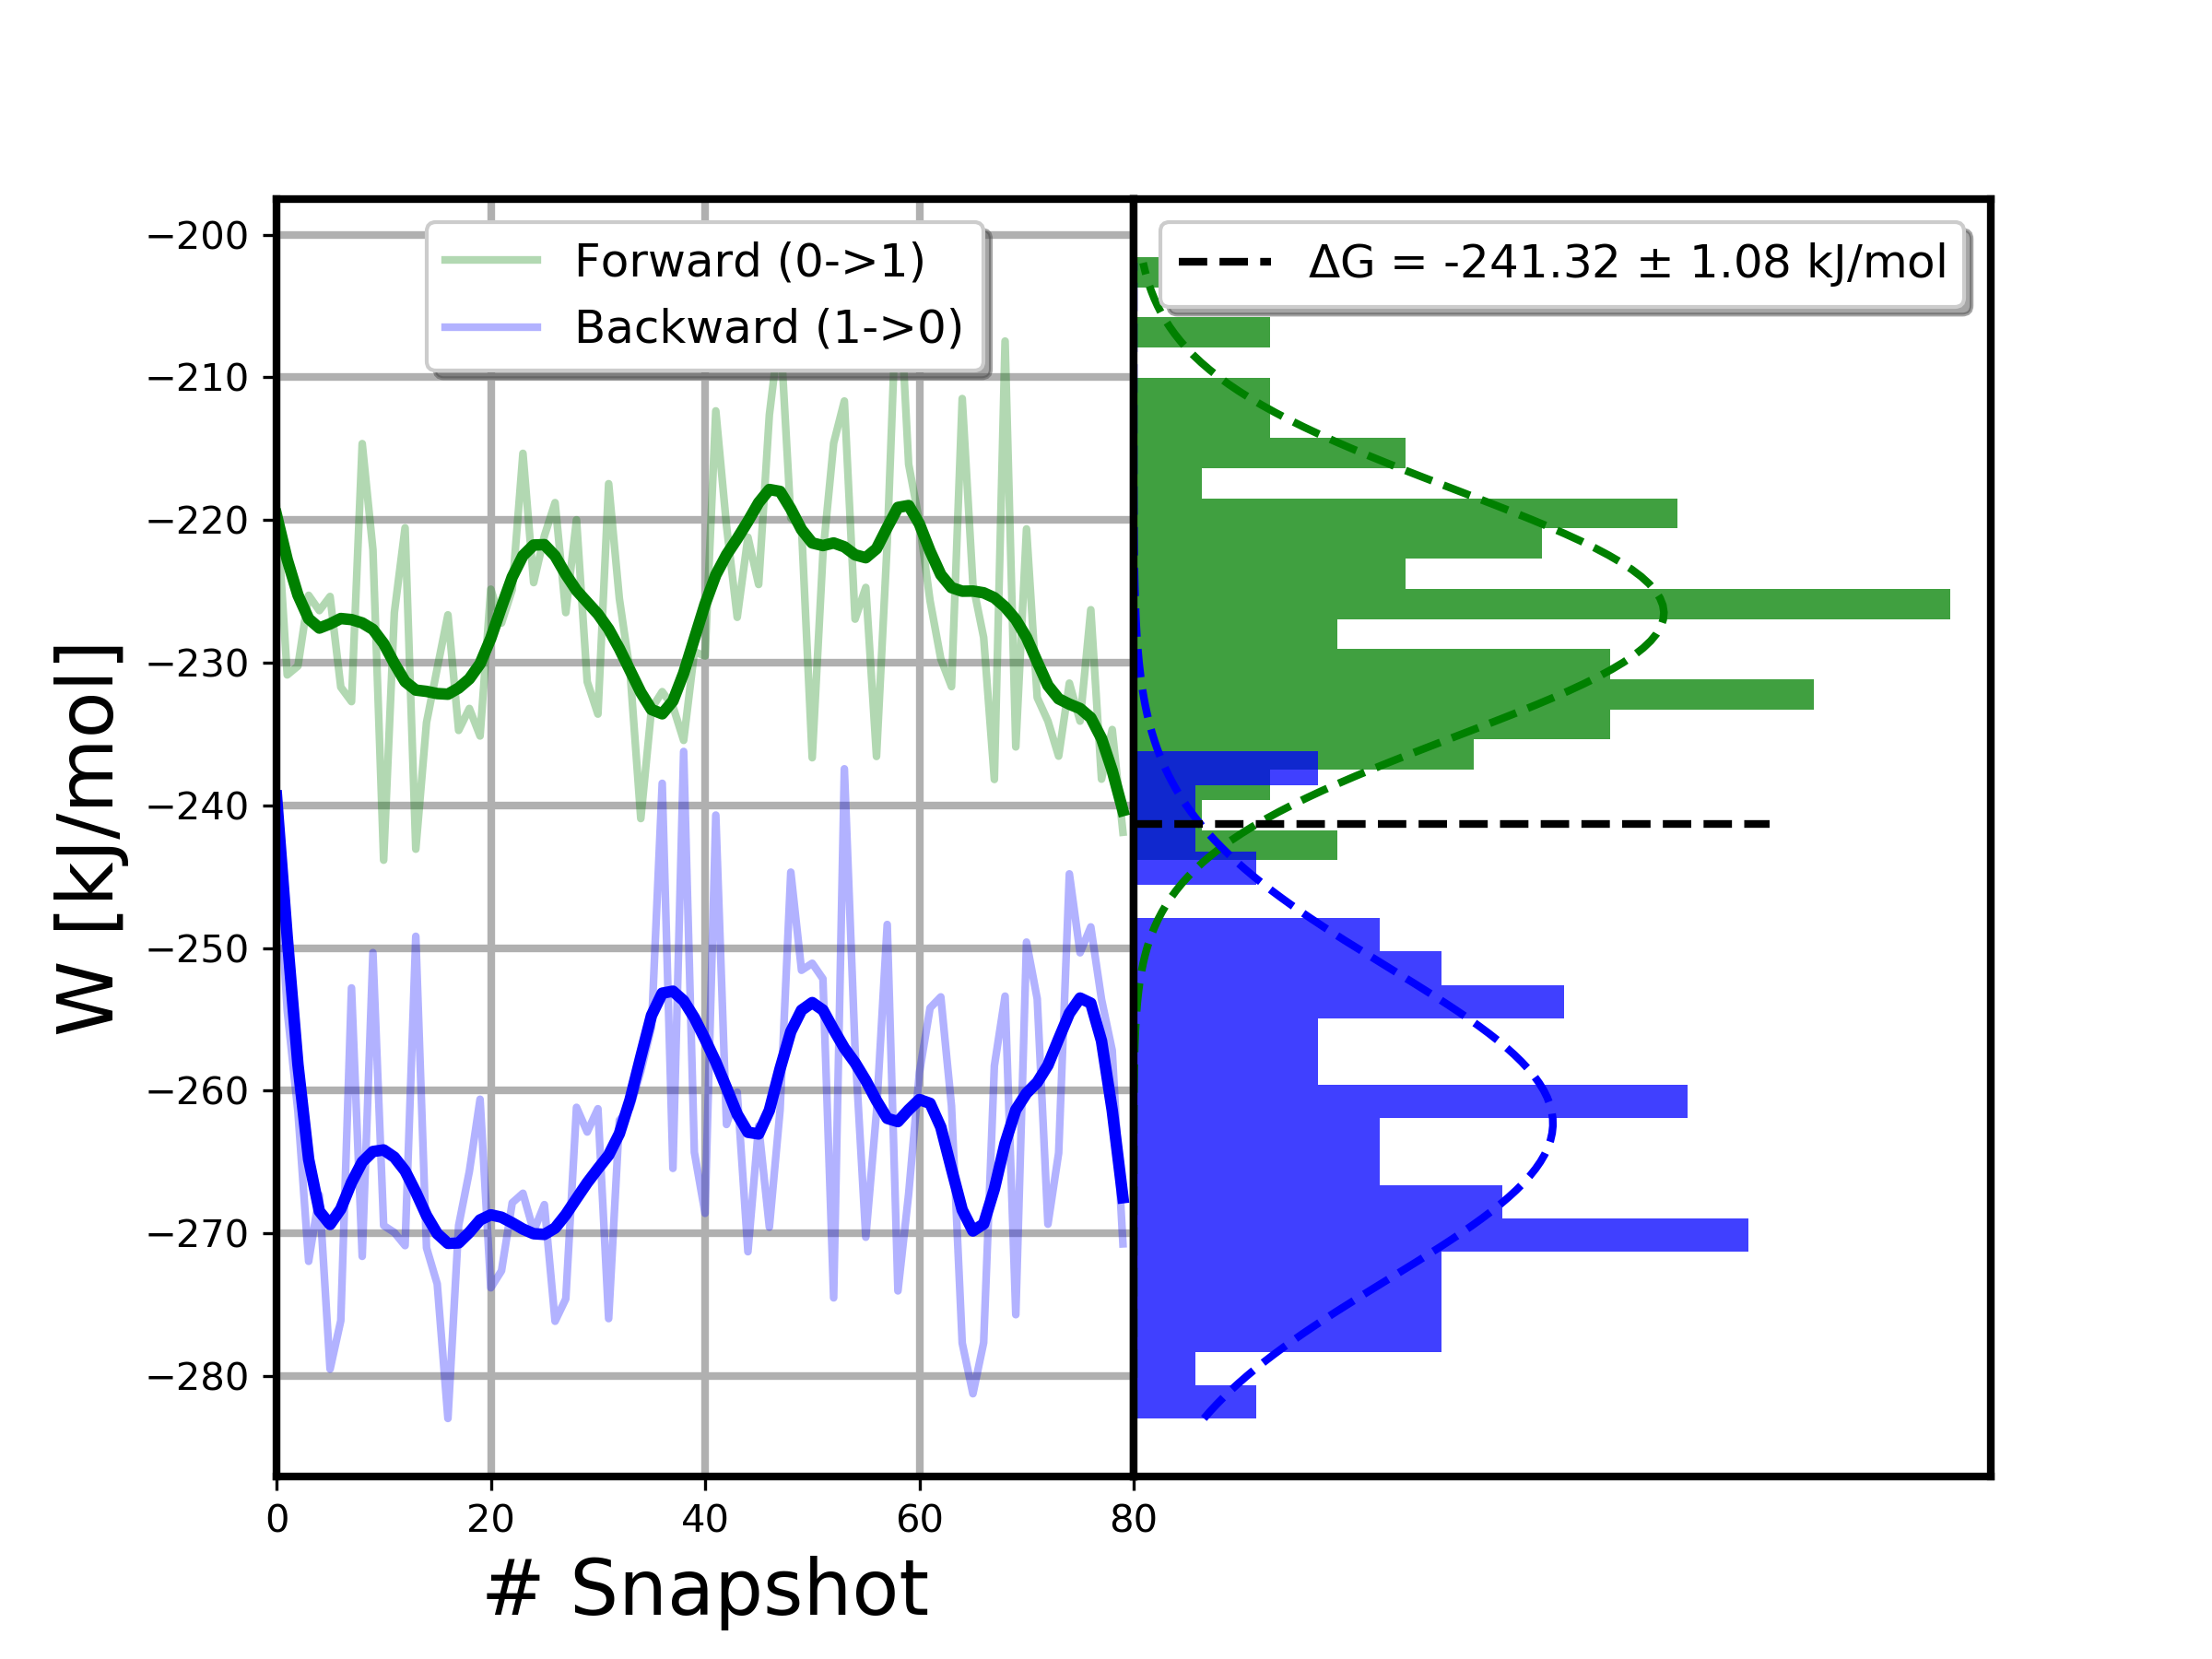 Forward (0->1)
Backward (1->0)
ΔG = -241.32 ± 1.08 kJ/mol
W [kJ/mol]
−200
−210
−220
−230
−240
−250
−260
−270
−280
0 20 40 60 80
# Snapshot